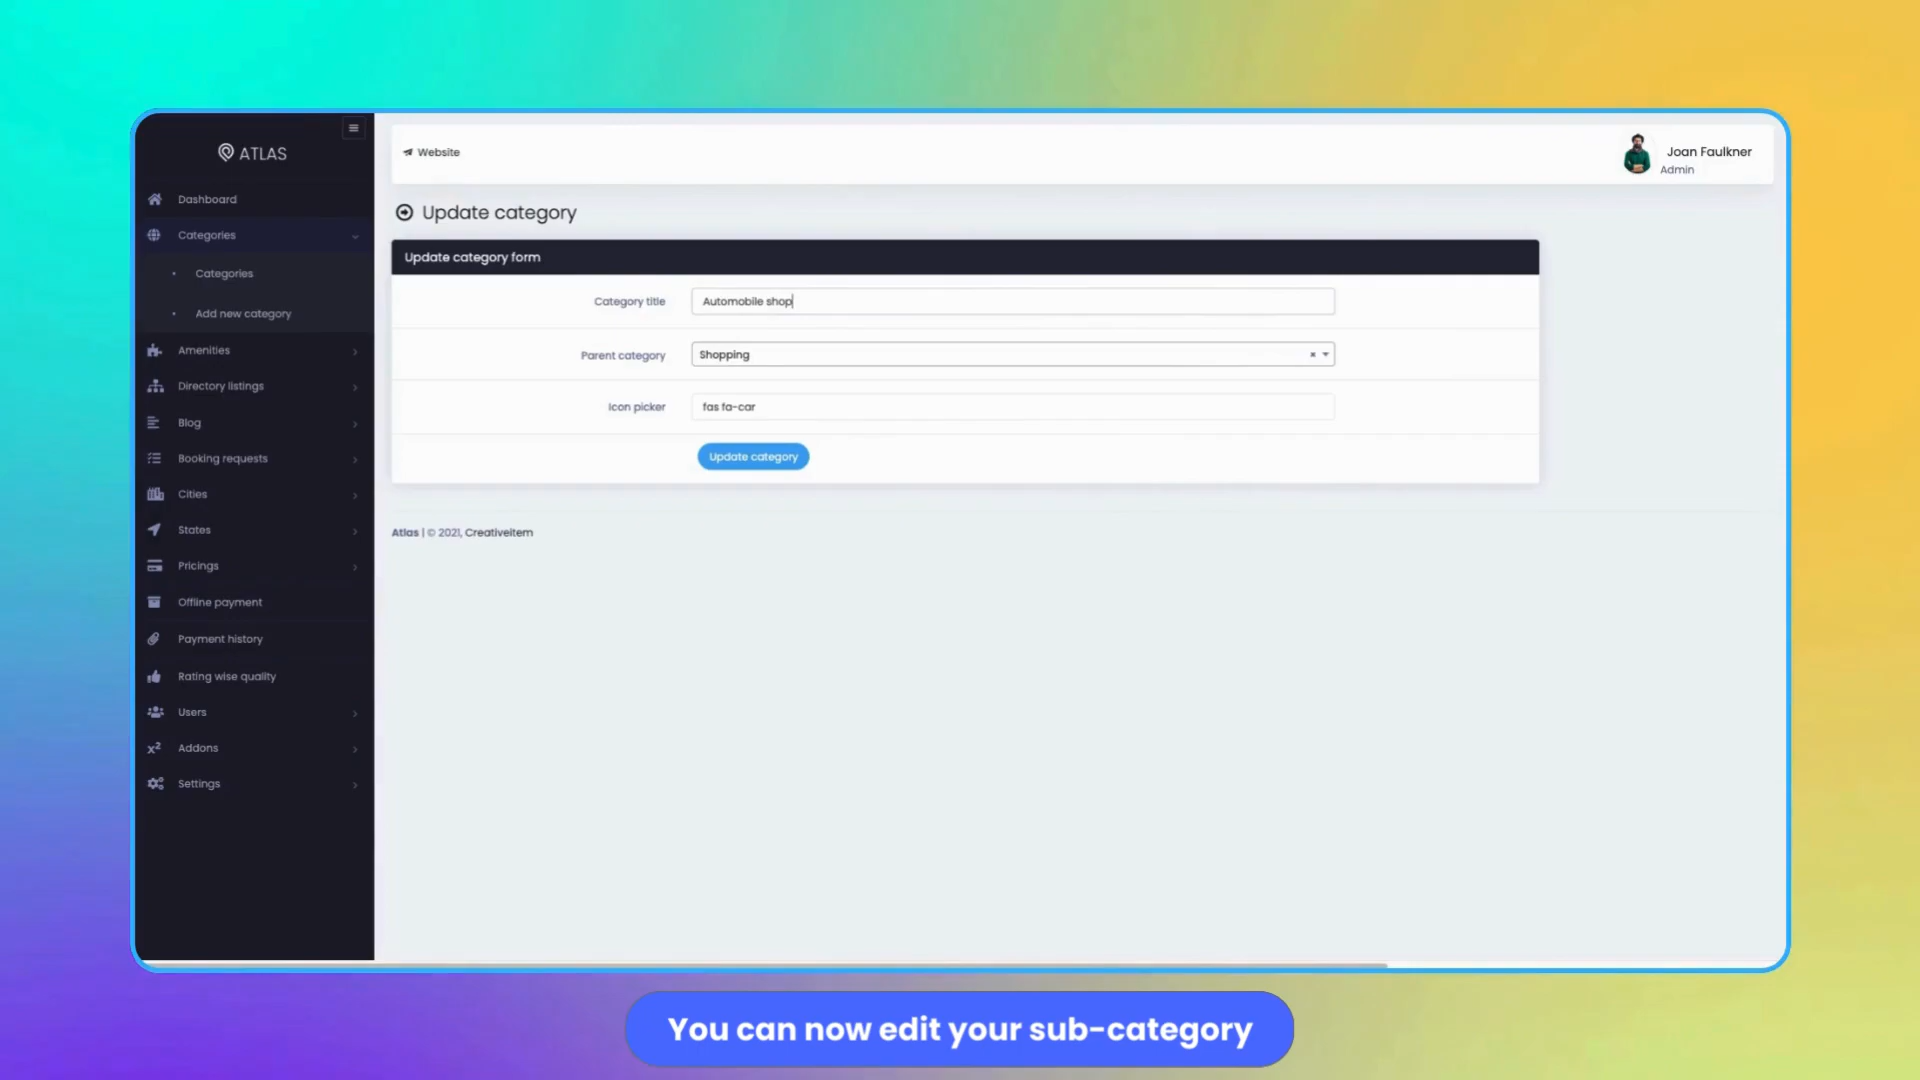 ATLAS
Website
Joan Faulkner
Admin
Dashboard
Categories
Categories
Add new category
Amenities
Directory listings
Blog
Booking requests
Cities
States
Pricings
Offline payment
Payment history
Rating wise quality
Users
x² Addons
Settings
Update category
Update category form
Category title
Automobile shop
Parent category
Shopping
× 
Icon picker
fas fa-car
Update category
Atlas | © 2021, Creativeitem
You can now edit your sub-category